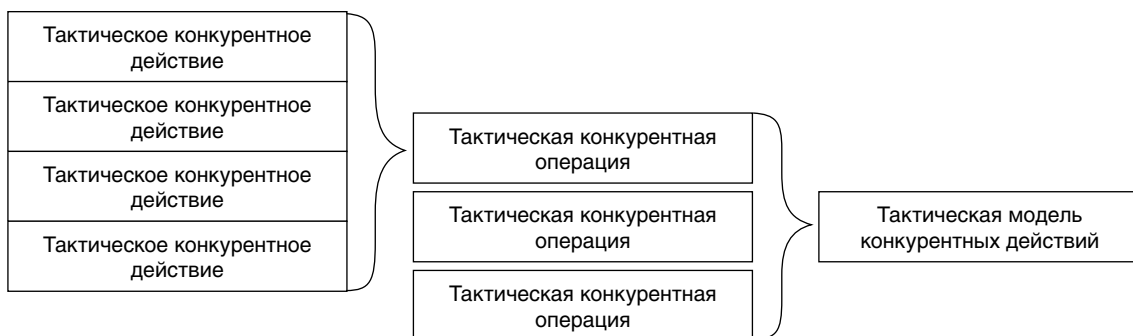 Тактическое конкурентное
действие
Тактическое конкурентное
действие
Тактическое конкурентное
действие
Тактическое конкурентное
действие
Тактическая конкурентная
операция
Тактическая конкурентная
операция
Тактическая конкурентная
операция
Тактическая модель
конкурентных действий